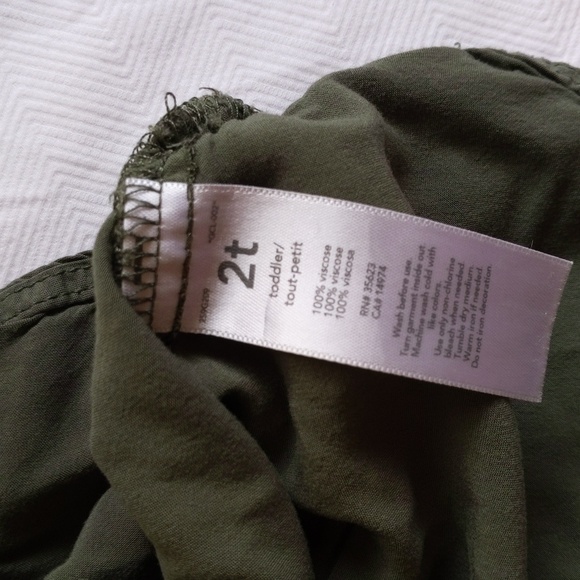 2t
toddler/
tout-petit
100% viscose
100% viscose
100% viscose
RN# 35623
CA# 14974
Wash before use.
Turn garment inside out
Machine wash cold with
like colors.
Use only non-chlorine
bleach when needed
Tumble dry medium.
Warm iron if needed.
Do not iron decoration.